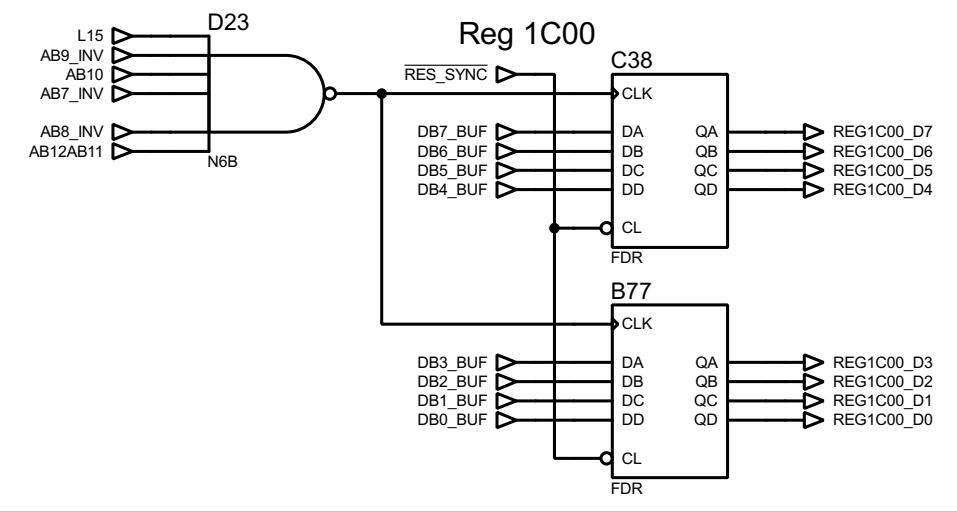 D23
L15
AB9_INV
AB10
AB7_INV
AB8_INV
AB12AB11
N6B
Reg 1C00
RES_SYNC
C38
CLK
DB7_BUF DA QA REG1C00_D7
DB6_BUF DB QB REG1C00_D6
DB5_BUF DC QC REG1C00_D5
DB4_BUF DD QD REG1C00_D4
CL
FDR
B77
CLK
DB3_BUF DA QA REG1C00_D3
DB2_BUF DB QB REG1C00_D2
DB1_BUF DC QC REG1C00_D1
DB0_BUF DD QD REG1C00_D0
CL
FDR